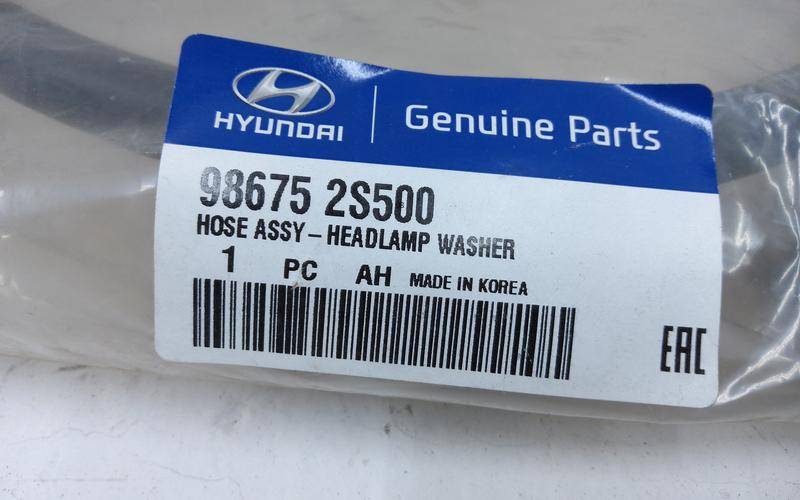 HYUNDAI | Genuine Parts
98675 2S500
HOSE ASSY - HEADLAMP WASHER
1 PC AH MADE IN KOREA
EAC